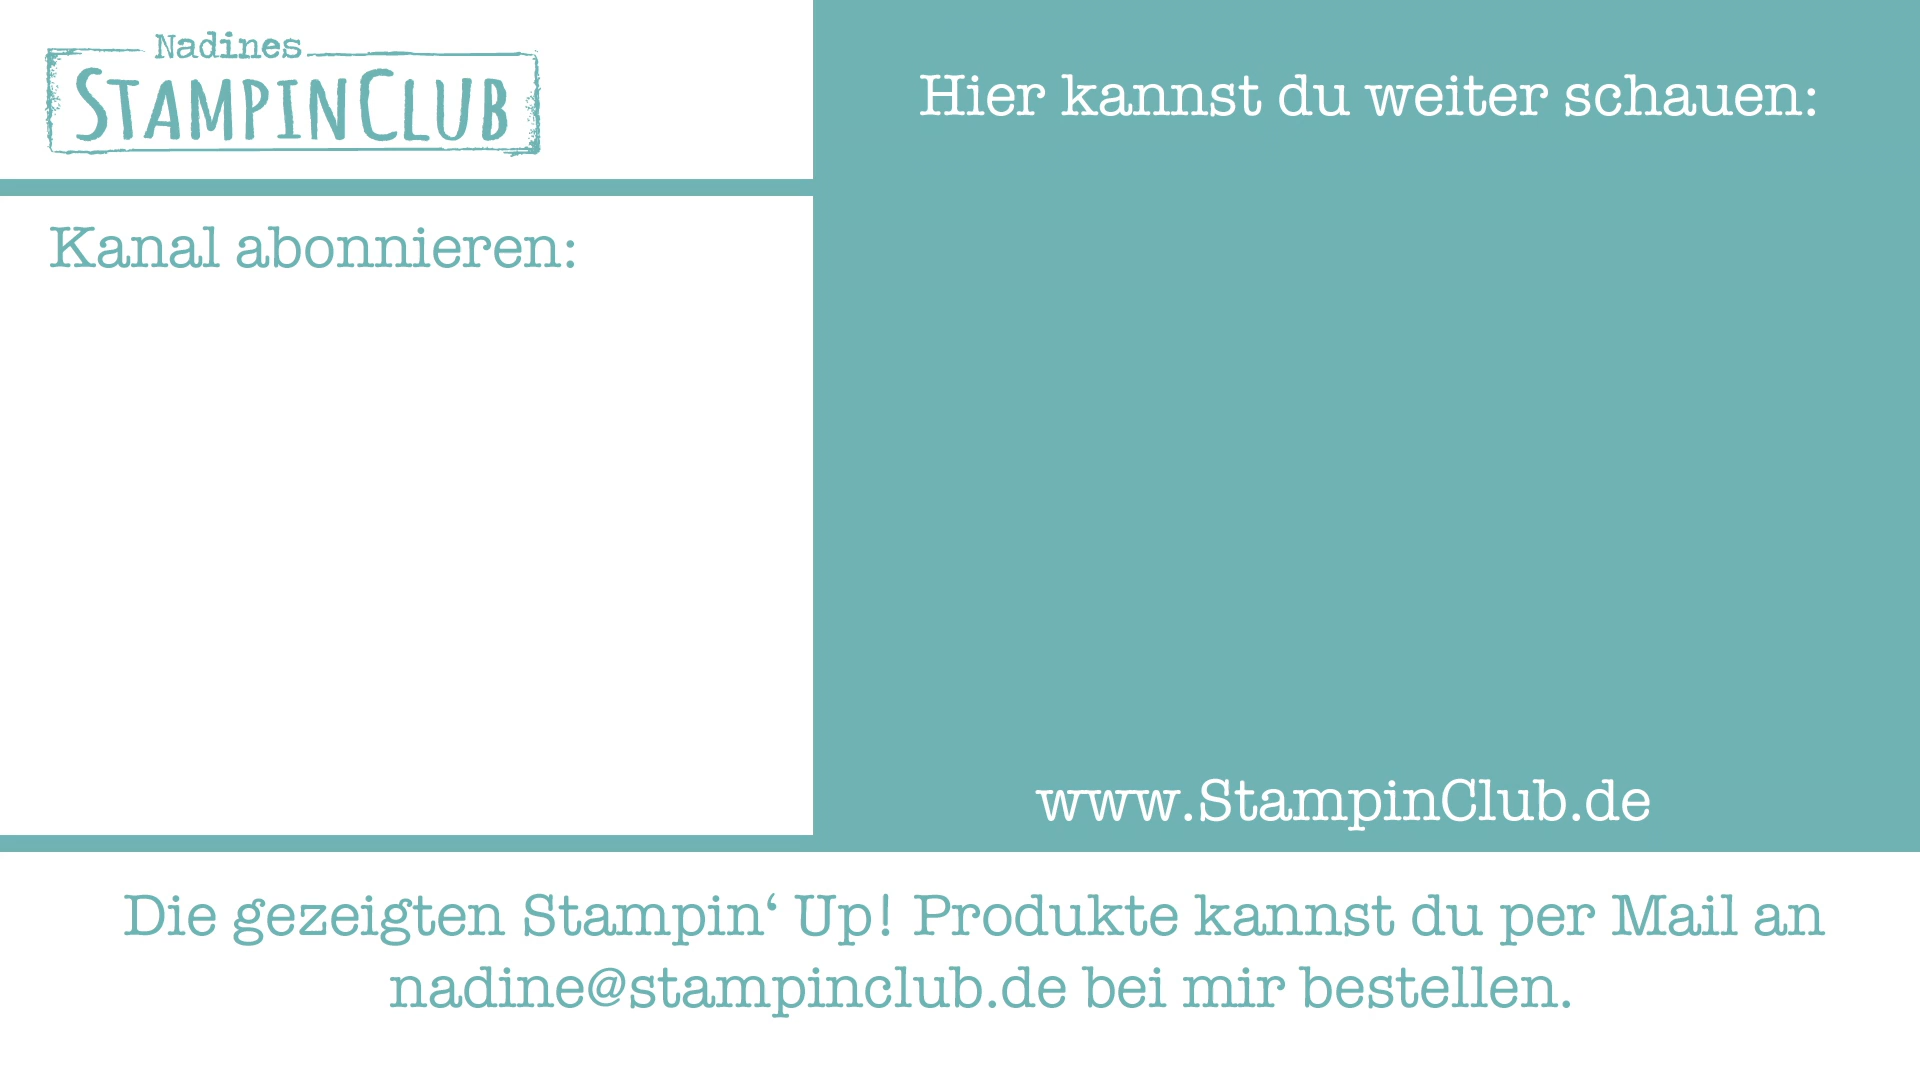 Nadines
STAMPINCLUB
Hier kannst du weiter schauen:
Kanal abonnieren:
www.StampinClub.de
Die gezeigten Stampin‘ Up! Produkte kannst du per Mail an
nadine@stampinclub.de bei mir bestellen.